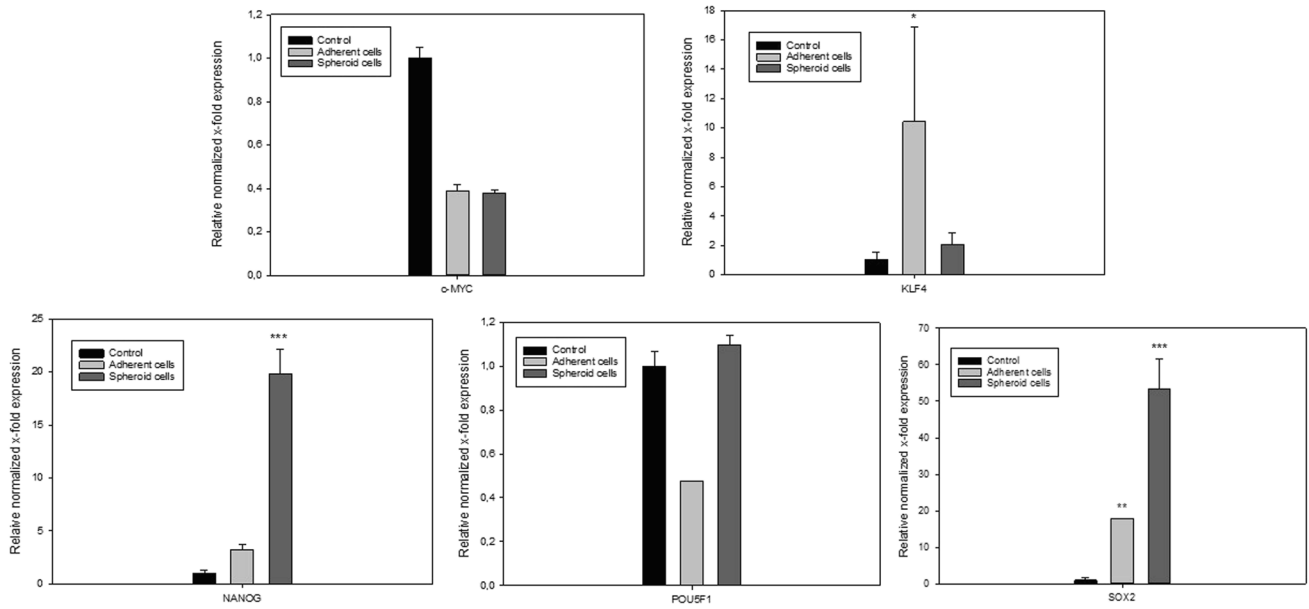 Relative normalized x-fold expression
1,2
1,0
0,8
0,6
0,4
0,2
0,0
Control
Adherent cells
Spheroid cells
c-MYC
Relative normalized x-fold expression
18
16
14
12
10
8
6
4
2
0
*
Control
Adherent cells
Spheroid cells
KLF4
Relaive normalized x-fold expression
25
20
15
10
5
0
***
Control
Adherent cells
Spheroid cells
NANOG
Relative normalized x-fold expression
1,2
1,0
0,8
0,6
0,4
0,2
0,0
Control
Adherent cells
Spheroid cells
POU5F1
Relative normalized x-fold expression
70
60
50
40
30
20
10
0
***
Control
Adherent cells
Spheroid cells
**
SOX2